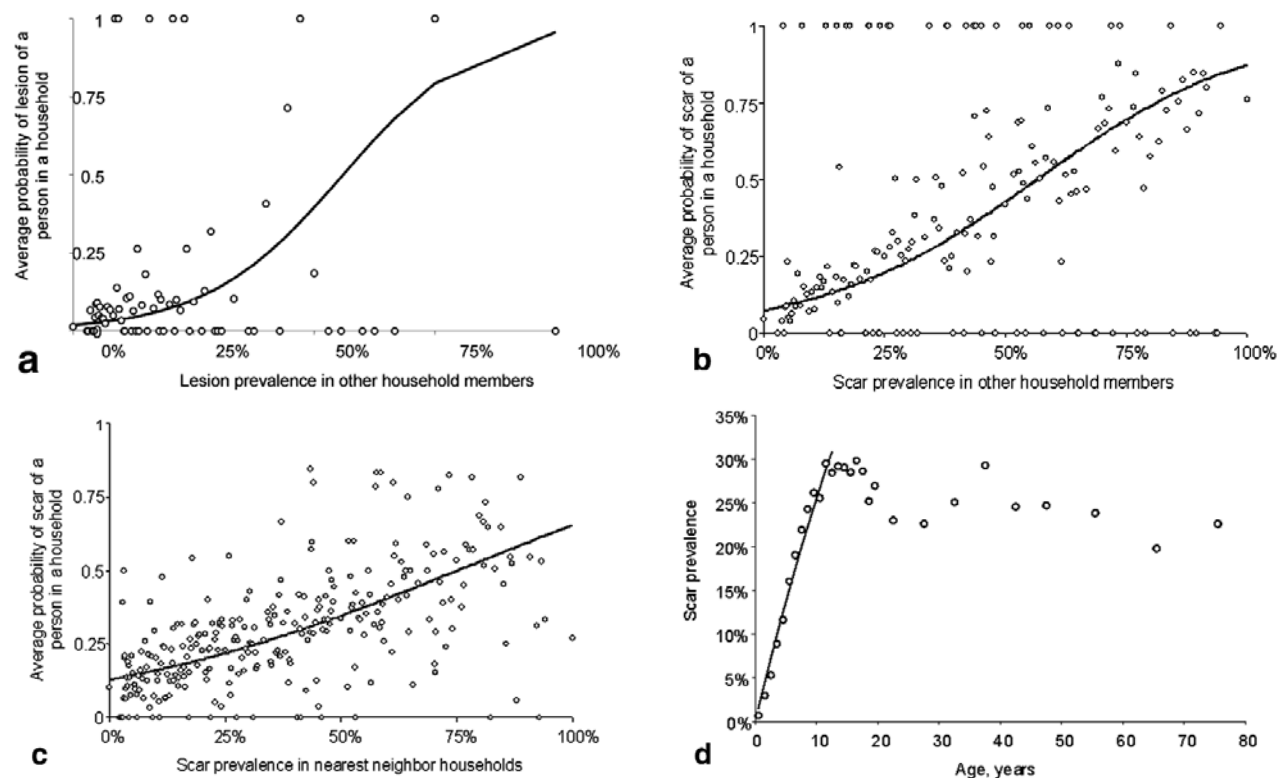 Average probability of lesion of a
person in a household
1
0.75
0.5
0.25
0
0% 25% 50% 75% 100%
Lesion prevalence in other household members
a
Average probability of scar of a
person in a household
1
0.75
0.5
0.25
0
0% 25% 50% 75% 100%
Scar prevalence in other household members
b
Average probability of scar of a
person in a household
1
0.75
0.5
0.25
0
0% 25% 50% 75% 100%
Scar prevalence in nearest neighbor households
c
Scar prevalence
35%
30%
25%
20%
15%
10%
5%
0%
0 10 20 30 40 50 60 70 80
Age, years
d